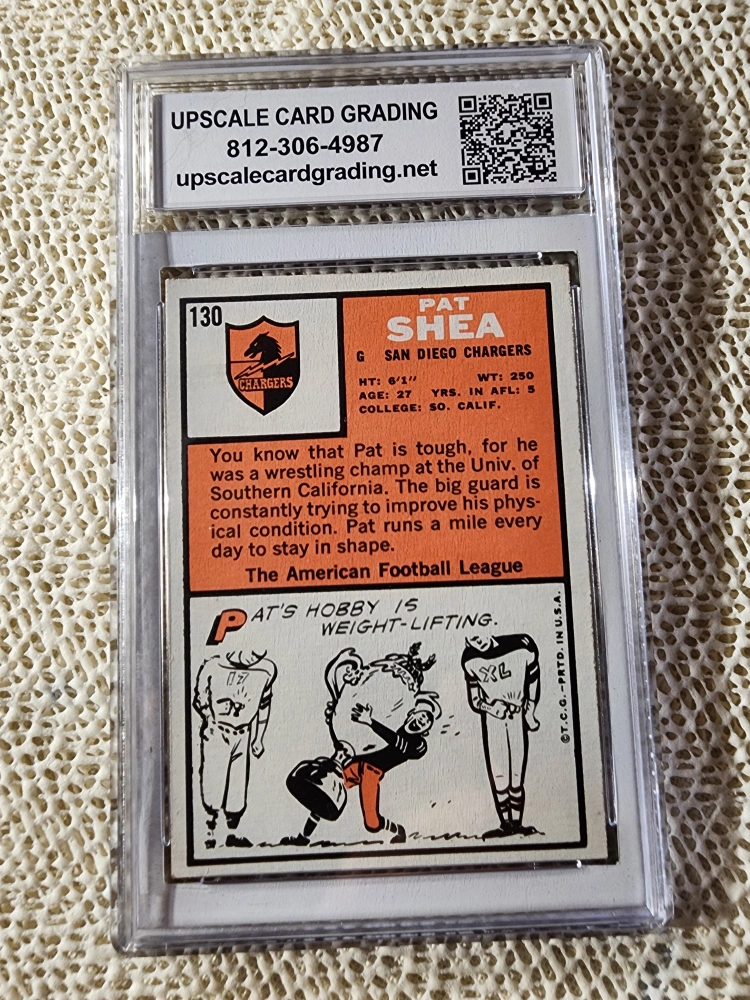 UPSCALE CARD GRADING
812-306-4987
upscalecardgrading.net
130
CHARGERS
PAT
SHEA
G SAN DIEGO CHARGERS
HT: 6'1" WT: 250
AGE: 27 YRS. IN AFL: 5
COLLEGE: SO. CALIF.
You know that Pat is tough, for he
was a wrestling champ at the Univ. of
Southern California. The big guard is
constantly trying to improve his phys-
ical condition. Pat runs a mile every
day to stay in shape.
The American Football League
PAT'S HOBBY IS
WEIGHT-LIFTING.
17
XL
©T.C.G.-PRTD. IN U.S.A.